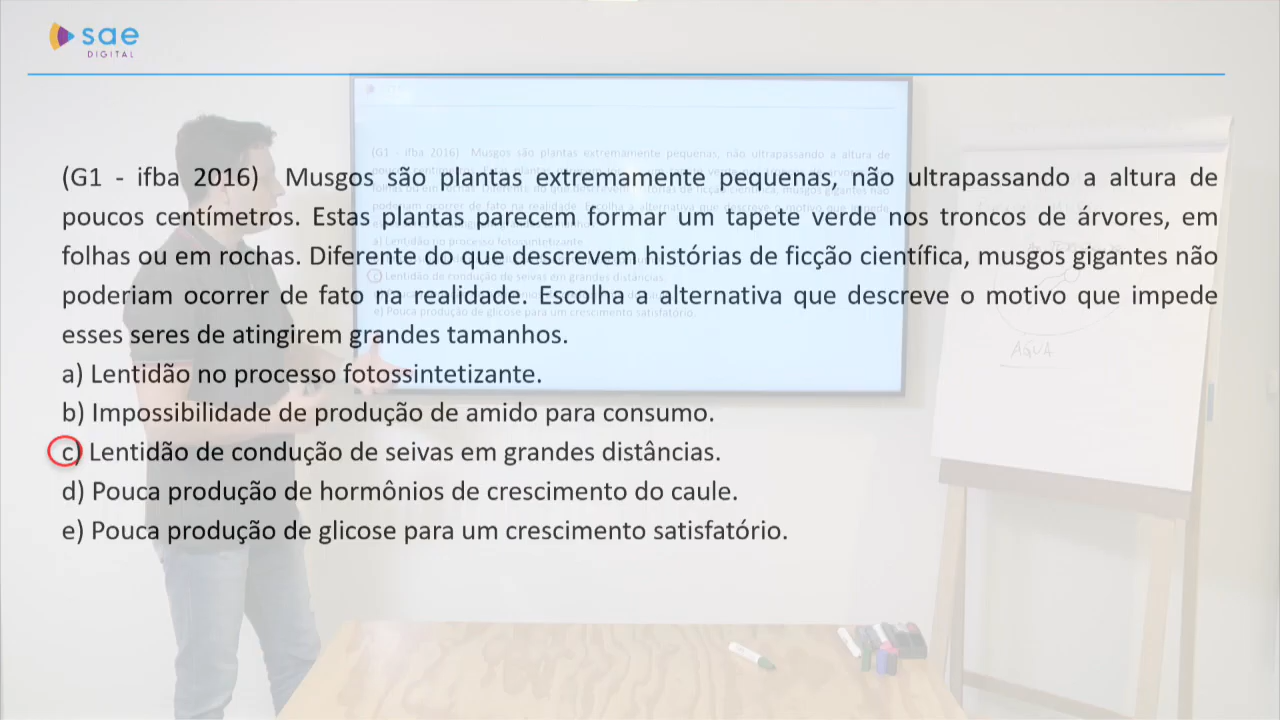 sae
DIGITAL
(G1 - ifba 2016) Musgos são plantas extremamente pequenas, não ultrapassando a altura de
poucos centímetros. Estas plantas parecem formar um tapete verde nos troncos de árvores, em
folhas ou em rochas. Diferente do que descrevem histórias de ficção científica, musgos gigantes não
poderiam ocorrer de fato na realidade. Escolha a alternativa que descreve o motivo que impede
esses seres de atingirem grandes tamanhos.
a) Lentidão no processo fotossintetizante.
b) Impossibilidade de produção de amido para consumo.
c) Lentidão de condução de seivas em grandes distâncias.
d) Pouca produção de hormônios de crescimento do caule.
e) Pouca produção de glicose para um crescimento satisfatório.
ÁGUA